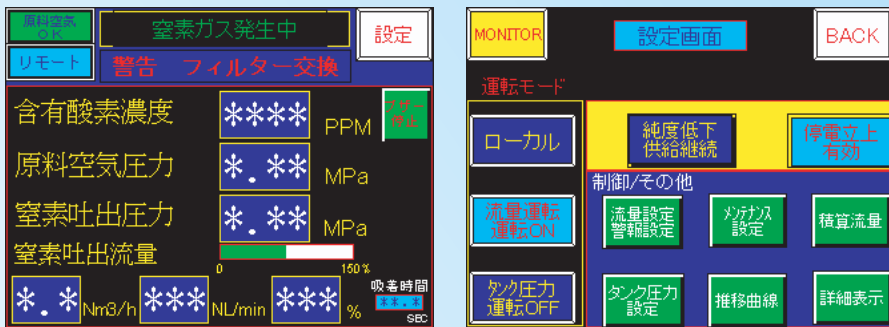 原料空気
OK
窒素ガス発生中
設定
リモート
警告 フィルター交換
含有酸素濃度
****
PPM
ブザー
停止
原料空気圧力
*.**
MPa
窒素吐出圧力
*.**
MPa
窒素吐出流量
0
150%
吸着時間
*.*
Nm3/h
***
NL/min
***
%
**.*
SEC
MONITOR
設定画面
BACK
運転モード
ローカル
純度低下
供給継続
停電立上
有効
制御/その他
流量運転
運転ON
流量設定
警報設定
メンテナンス
設定
積算流量
タンク圧力
運転OFF
タンク圧力
設定
推移曲線
詳細表示